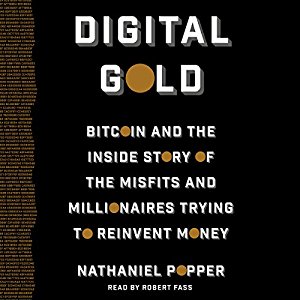 DIGITAL
GOLD
BITCOIN AND THE
INSIDE STORY OF
THE MISFITS AND
MILLIONAIRES TRYING
TO REINVENT MONEY
NATHANIEL POPPER
READ BY ROBERT FASS